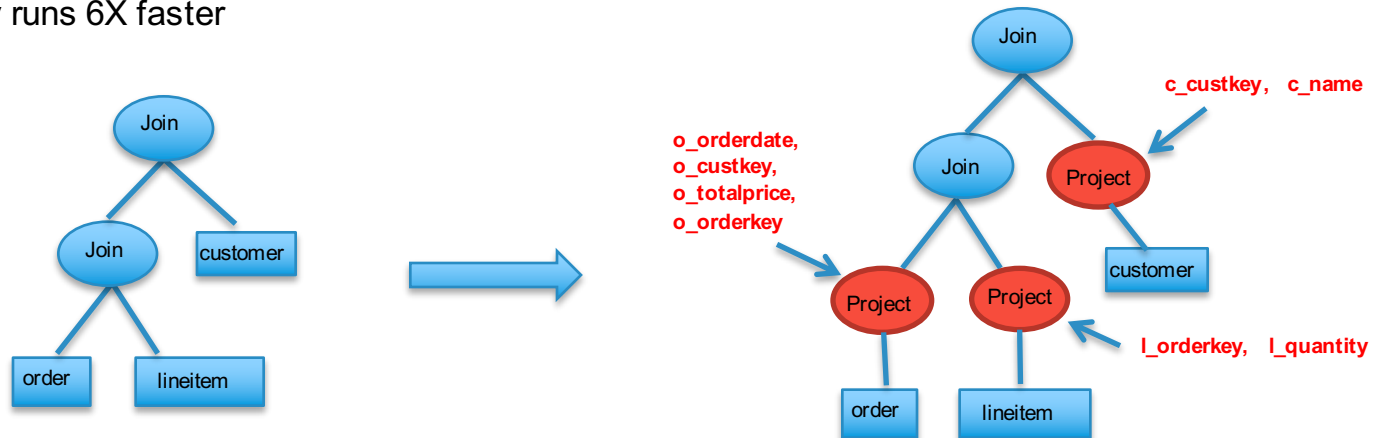 runs 6X faster
Join
Join
customer
order
lineitem
Join
c_custkey, c_name
o_orderdate,
o_custkey,
o_totalprice,
o_orderkey
Join
Project
customer
Project
Project
l_orderkey, l_quantity
order
lineitem